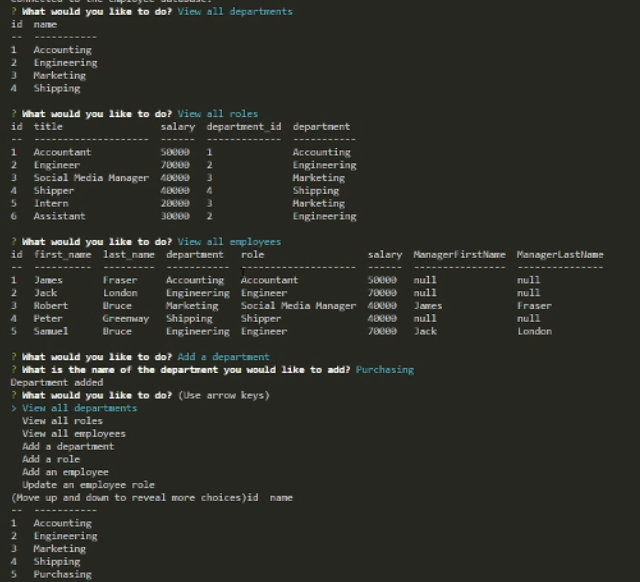 connected to the employee database.
? What would you like to do? View all departments
id  name
--  -----------
1   Accounting
2   Engineering
3   Marketing
4   Shipping
? What would you like to do? View all roles
id  title                 salary  department_id  department
--  --------------------  ------  -------------  -----------
1   Accountant            50000   1              Accounting
2   Engineer              70000   2              Engineering
3   Social Media Manager  40000   3              Marketing
4   Shipper               40000   4              Shipping
5   Intern                20000   3              Marketing
6   Assistant             30000   2              Engineering
? What would you like to do? View all employees
id  first_name  last_name  department   role                  salary  ManagerFirstName  ManagerLastName
--  ----------  ---------  -----------  --------------------  ------  ----------------  ---------------
1   James       Fraser     Accounting   Accountant            50000   null              null
2   Jack        London     Engineering  Engineer              70000   null              null
3   Robert      Bruce      Marketing    Social Media Manager  40000   James             Fraser
4   Peter       Greenway   Shipping     Shipper               40000   null              null
5   Samuel      Bruce      Engineering  Engineer              70000   Jack              London
? What would you like to do? Add a department
? What is the name of the department you would like to add? Purchasing
Department added
? What would you like to do? (Use arrow keys)
> View all departments
View all roles
View all employees
Add a department
Add a role
Add an employee
Update an employee role
(Move up and down to reveal more choices)id  name
--  -----------
1   Accounting
2   Engineering
3   Marketing
4   Shipping
5   Purchasing